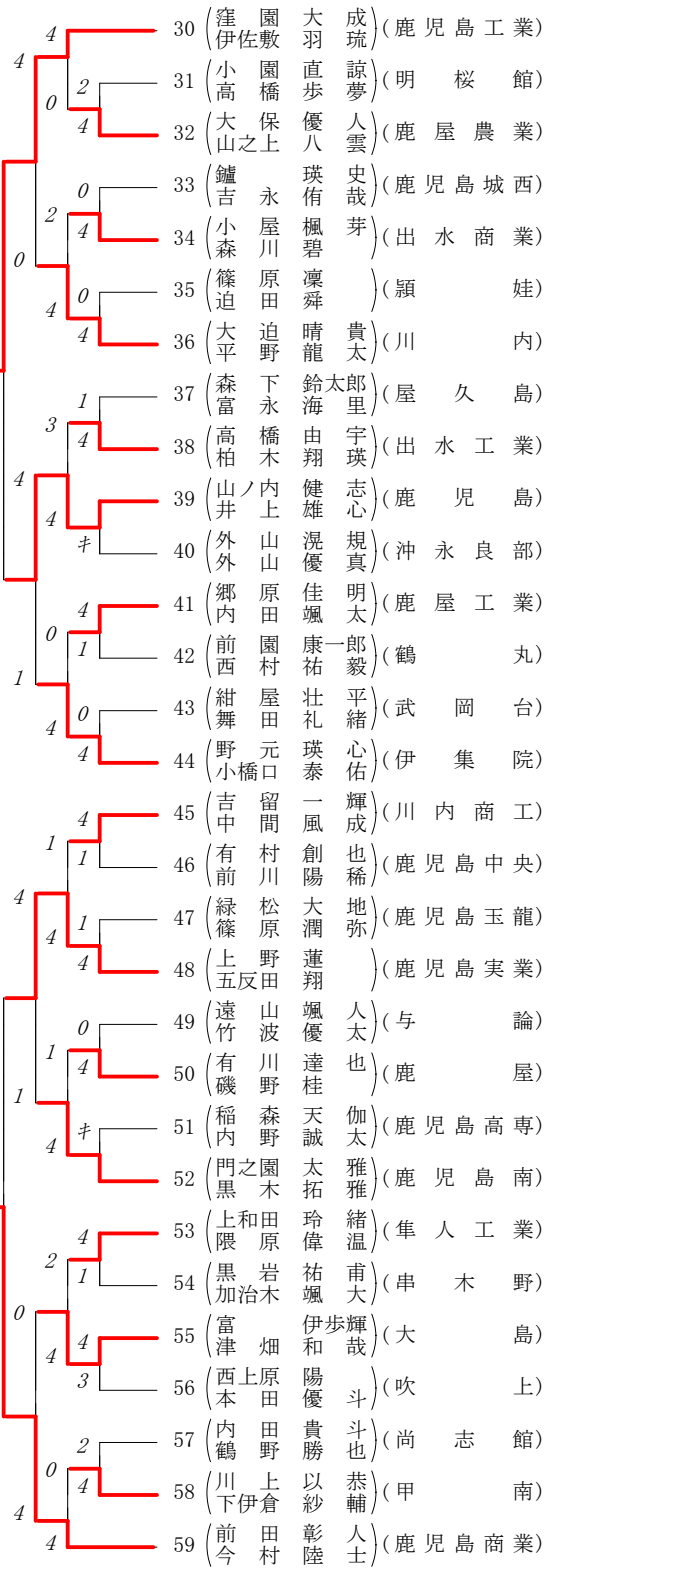 4 30 窪園大成 伊佐敷羽琉 (鹿児島工業)
4
0 2 31 小園直諒 高橋歩夢 (明桜館)
4 32 大保優人 山之上八雲 (鹿屋農業)
0 33 鑪瑛史 吉永侑哉 (鹿児島城西)
2
4 34 小屋楓芽 森川碧 (出水商業)
0
4 0 35 篠原凜 迫田舜 (頴娃)
4 36 大迫晴貴 平野龍太 (川内)
1 37 森下鈴太郎 富永海里 (屋久島)
3
4 38 高橋由宇 柏木翔瑛 (出水工業)
4
4 39 山ノ内健志 井上雄心 (鹿児島)
キ 40 外山滉規 外山優真 (沖永良部)
4 41 郷原佳明 内田颯太 (鹿屋工業)
0
1 42 前園康一郎 西村祐毅 (鶴丸)
1
4 0 43 紺屋壮平 舞田礼緒 (武岡台)
4 44 野元瑛心 小橋口泰佑 (伊集院)
4 45 吉留一輝 中間風成 (川内商工)
1
1 46 有村創也 前川陽稀 (鹿児島中央)
4
4 1 47 緑松大地 篠原潤弥 (鹿児島玉龍)
4 48 上野蓮 五反田翔 (鹿児島実業)
0 49 遠山颯人 竹波優太 (与論)
1
4 50 有川達也 磯野桂 (鹿屋)
1
4 キ 51 稲森天伽 内野誠太 (鹿児島高専)
52 門之園太雅 黒木拓雅 (鹿児島南)
4 53 上和田玲緒 隈原偉温 (隼人工業)
2
1 54 黒岩祐甫 加治木颯大 (串木野)
0
4 4 55 富伊歩輝 津畑和哉 (大島)
3 56 西上原陽 本田優斗 (吹上)
2 57 内田貴斗 鶴野勝也 (尚志館)
0
4 58 川上以恭 下伊倉紗輔 (甲南)
4
4 59 前田彰人 今村陸士 (鹿児島商業)